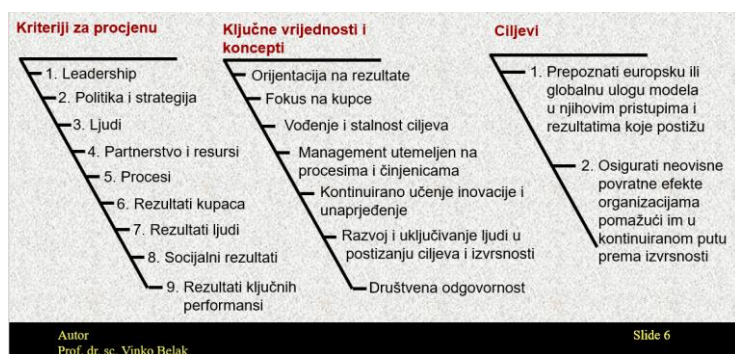 Kriteriji za procjenu
1. Leadership
2. Politika i strategija
3. Ljudi
4. Partnerstvo i resursi
5. Procesi
6. Rezultati kupaca
7. Rezultati ljudi
8. Socijalni rezultati
9. Rezultati ključnih
performansi
Ključne vrijednosti i
koncepti
Orijentacija na rezultate
Fokus na kupce
Vođenje i stalnost ciljeva
Management utemeljen na
procesima i činjenicama
Kontinuirano učenje inovacije i
unaprjeđenje
Razvoj i uključivanje ljudi u
postizanju ciljeva i izvrsnosti
Društvena odgovornost
Ciljevi
1. Prepoznati europsku ili
globalnu ulogu modela
u njihovim pristupima i
rezultatima koje postižu
2. Osigurati neovisne
povratne efekte
organizacijama
pomažući im u
kontinuiranom putu
prema izvrsnosti
Autor
Prof. dr. sc. Vinko Belak
Slide 6